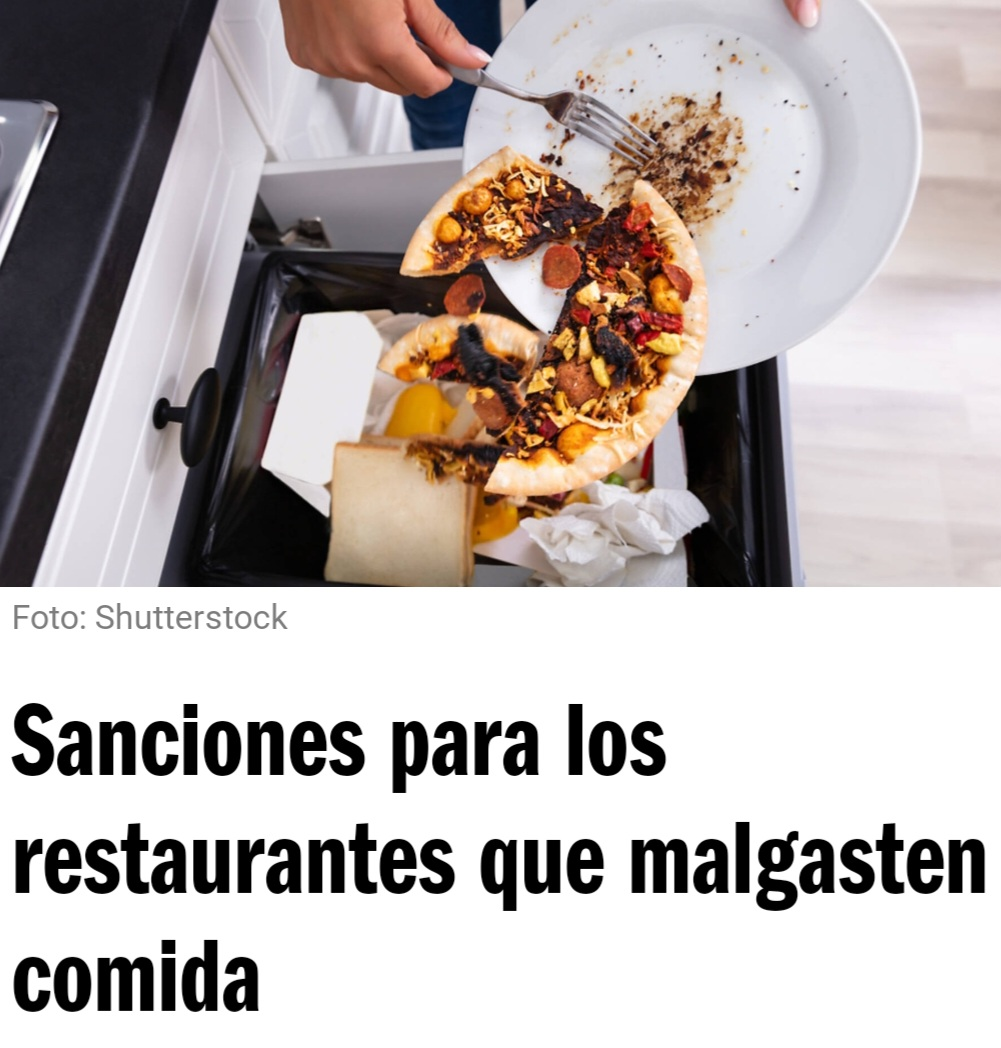 Foto: Shutterstock
Sanciones para los
restaurantes que malgasten
comida